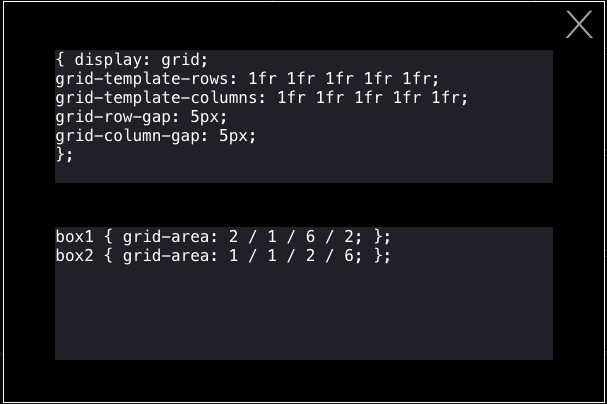 { display: grid;
grid-template-rows: 1fr 1fr 1fr 1fr 1fr;
grid-template-columns: 1fr 1fr 1fr 1fr 1fr;
grid-row-gap: 5px;
grid-column-gap: 5px;
};
box1 { grid-area: 2 / 1 / 6 / 2; };
box2 { grid-area: 1 / 1 / 2 / 6; };